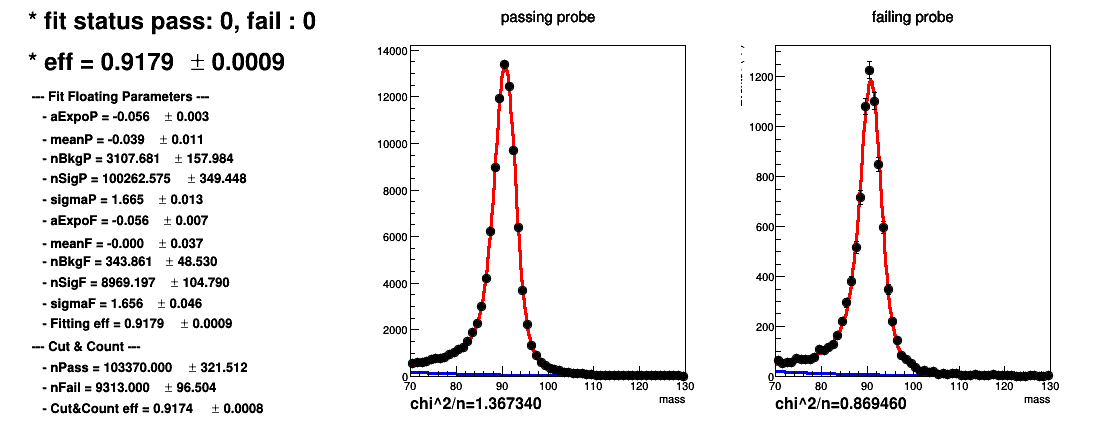 * fit status pass: 0, fail : 0
* eff = 0.9179 ± 0.0009
--- Fit Floating Parameters ---
- aExpoP = -0.056 ± 0.003
- meanP = -0.039 ± 0.011
- nBkgP = 3107.681 ± 157.984
- nSigP = 100262.575 ± 349.448
- sigmaP = 1.665 ± 0.013
- aExpoF = -0.056 ± 0.007
- meanF = -0.000 ± 0.037
- nBkgF = 343.861 ± 48.530
- nSigF = 8969.197 ± 104.790
- sigmaF = 1.656 ± 0.046
- Fitting eff = 0.9179 ± 0.0009
--- Cut & Count ---
- nPass = 103370.000 ± 321.512
- nFail = 9313.000 ± 96.504
- Cut&Count eff = 0.9174 ± 0.0008
passing probe
14000
12000
10000
8000
6000
4000
2000
0
70 80 90 100 110 120 130
mass
chi^2/n=1.367340
failing probe
1200
1000
800
600
400
200
0
70 80 90 100 110 120 130
mass
chi^2/n=0.869460